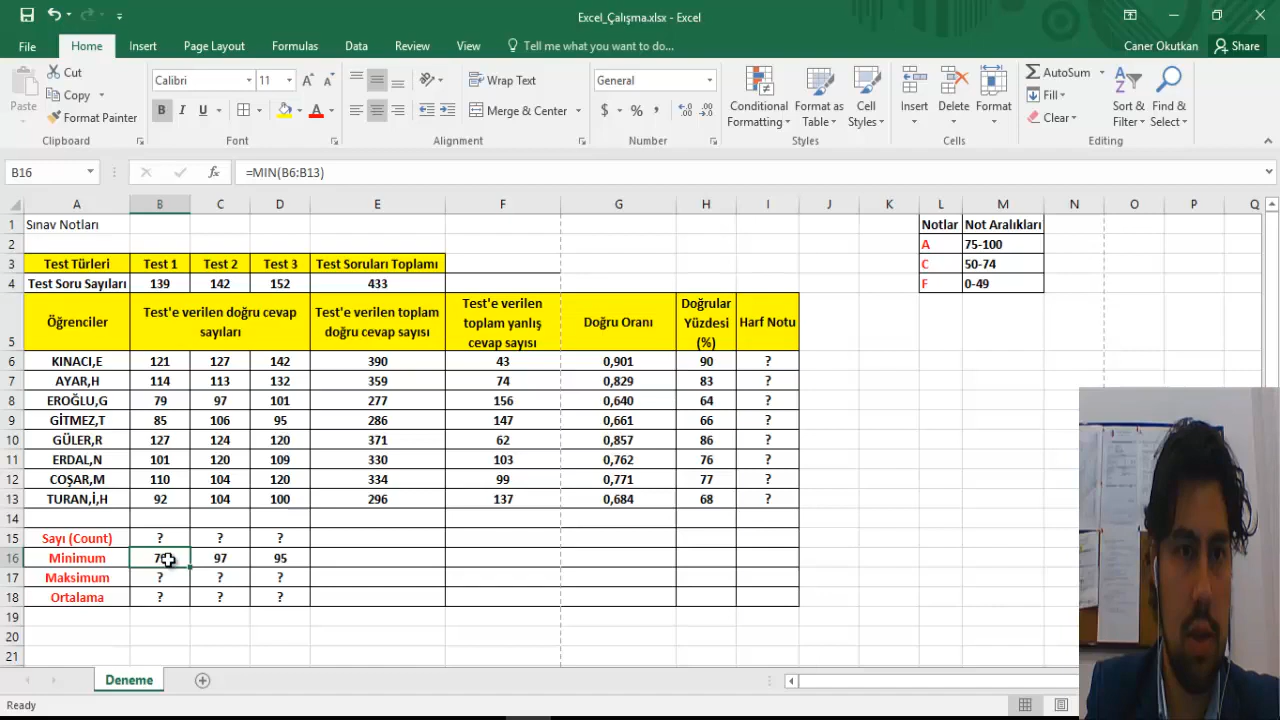 Excel_Çalışma.xlsx - Excel
File Home Insert Page Layout Formulas Data Review View Tell me what you want to do... Caner Okutkan Share
Paste
Cut
Copy
Format Painter
Clipboard
Calibri 11
B I U
Font
Wrap Text
Merge & Center
Alignment
General
$ % ,
Number
Conditional Formatting
Format as Table
Cell Styles
Styles
Insert Delete Format
Cells
AutoSum
Fill
Clear
Sort & Filter
Find & Select
Editing
B16 fx =MIN(B6:B13)
A B C D E F G H I J K L M N O P Q
1 Sınav Notları Notlar Not Aralıkları
2 A 75-100
3 Test Türleri Test 1 Test 2 Test 3 Test Soruları Toplamı C 50-74
4 Test Soru Sayıları 139 142 152 433 F 0-49
5 Öğrenciler Test'e verilen doğru cevap sayıları Test'e verilen toplam doğru cevap sayısı Test'e verilen toplam yanlış cevap sayısı Doğru Oranı Doğrular Yüzdesi (%) Harf Notu
6 KINACI,E 121 127 142 390 43 0,901 90 ?
7 AYAR,H 114 113 132 359 74 0,829 83 ?
8 EROĞLU,G 79 97 101 277 156 0,640 64 ?
9 GİTMEZ,T 85 106 95 286 147 0,661 66 ?
10 GÜLER,R 127 124 120 371 62 0,857 86 ?
11 ERDAL,N 101 120 109 330 103 0,762 76 ?
12 COŞAR,M 110 104 120 334 99 0,771 77 ?
13 TURAN,İ,H 92 104 100 296 137 0,684 68 ?
14
15 Sayı (Count) ? ? ?
16 Minimum 97 95
17 Maksimum ? ? ?
18 Ortalama ? ? ?
19
20
21
Deneme
Ready